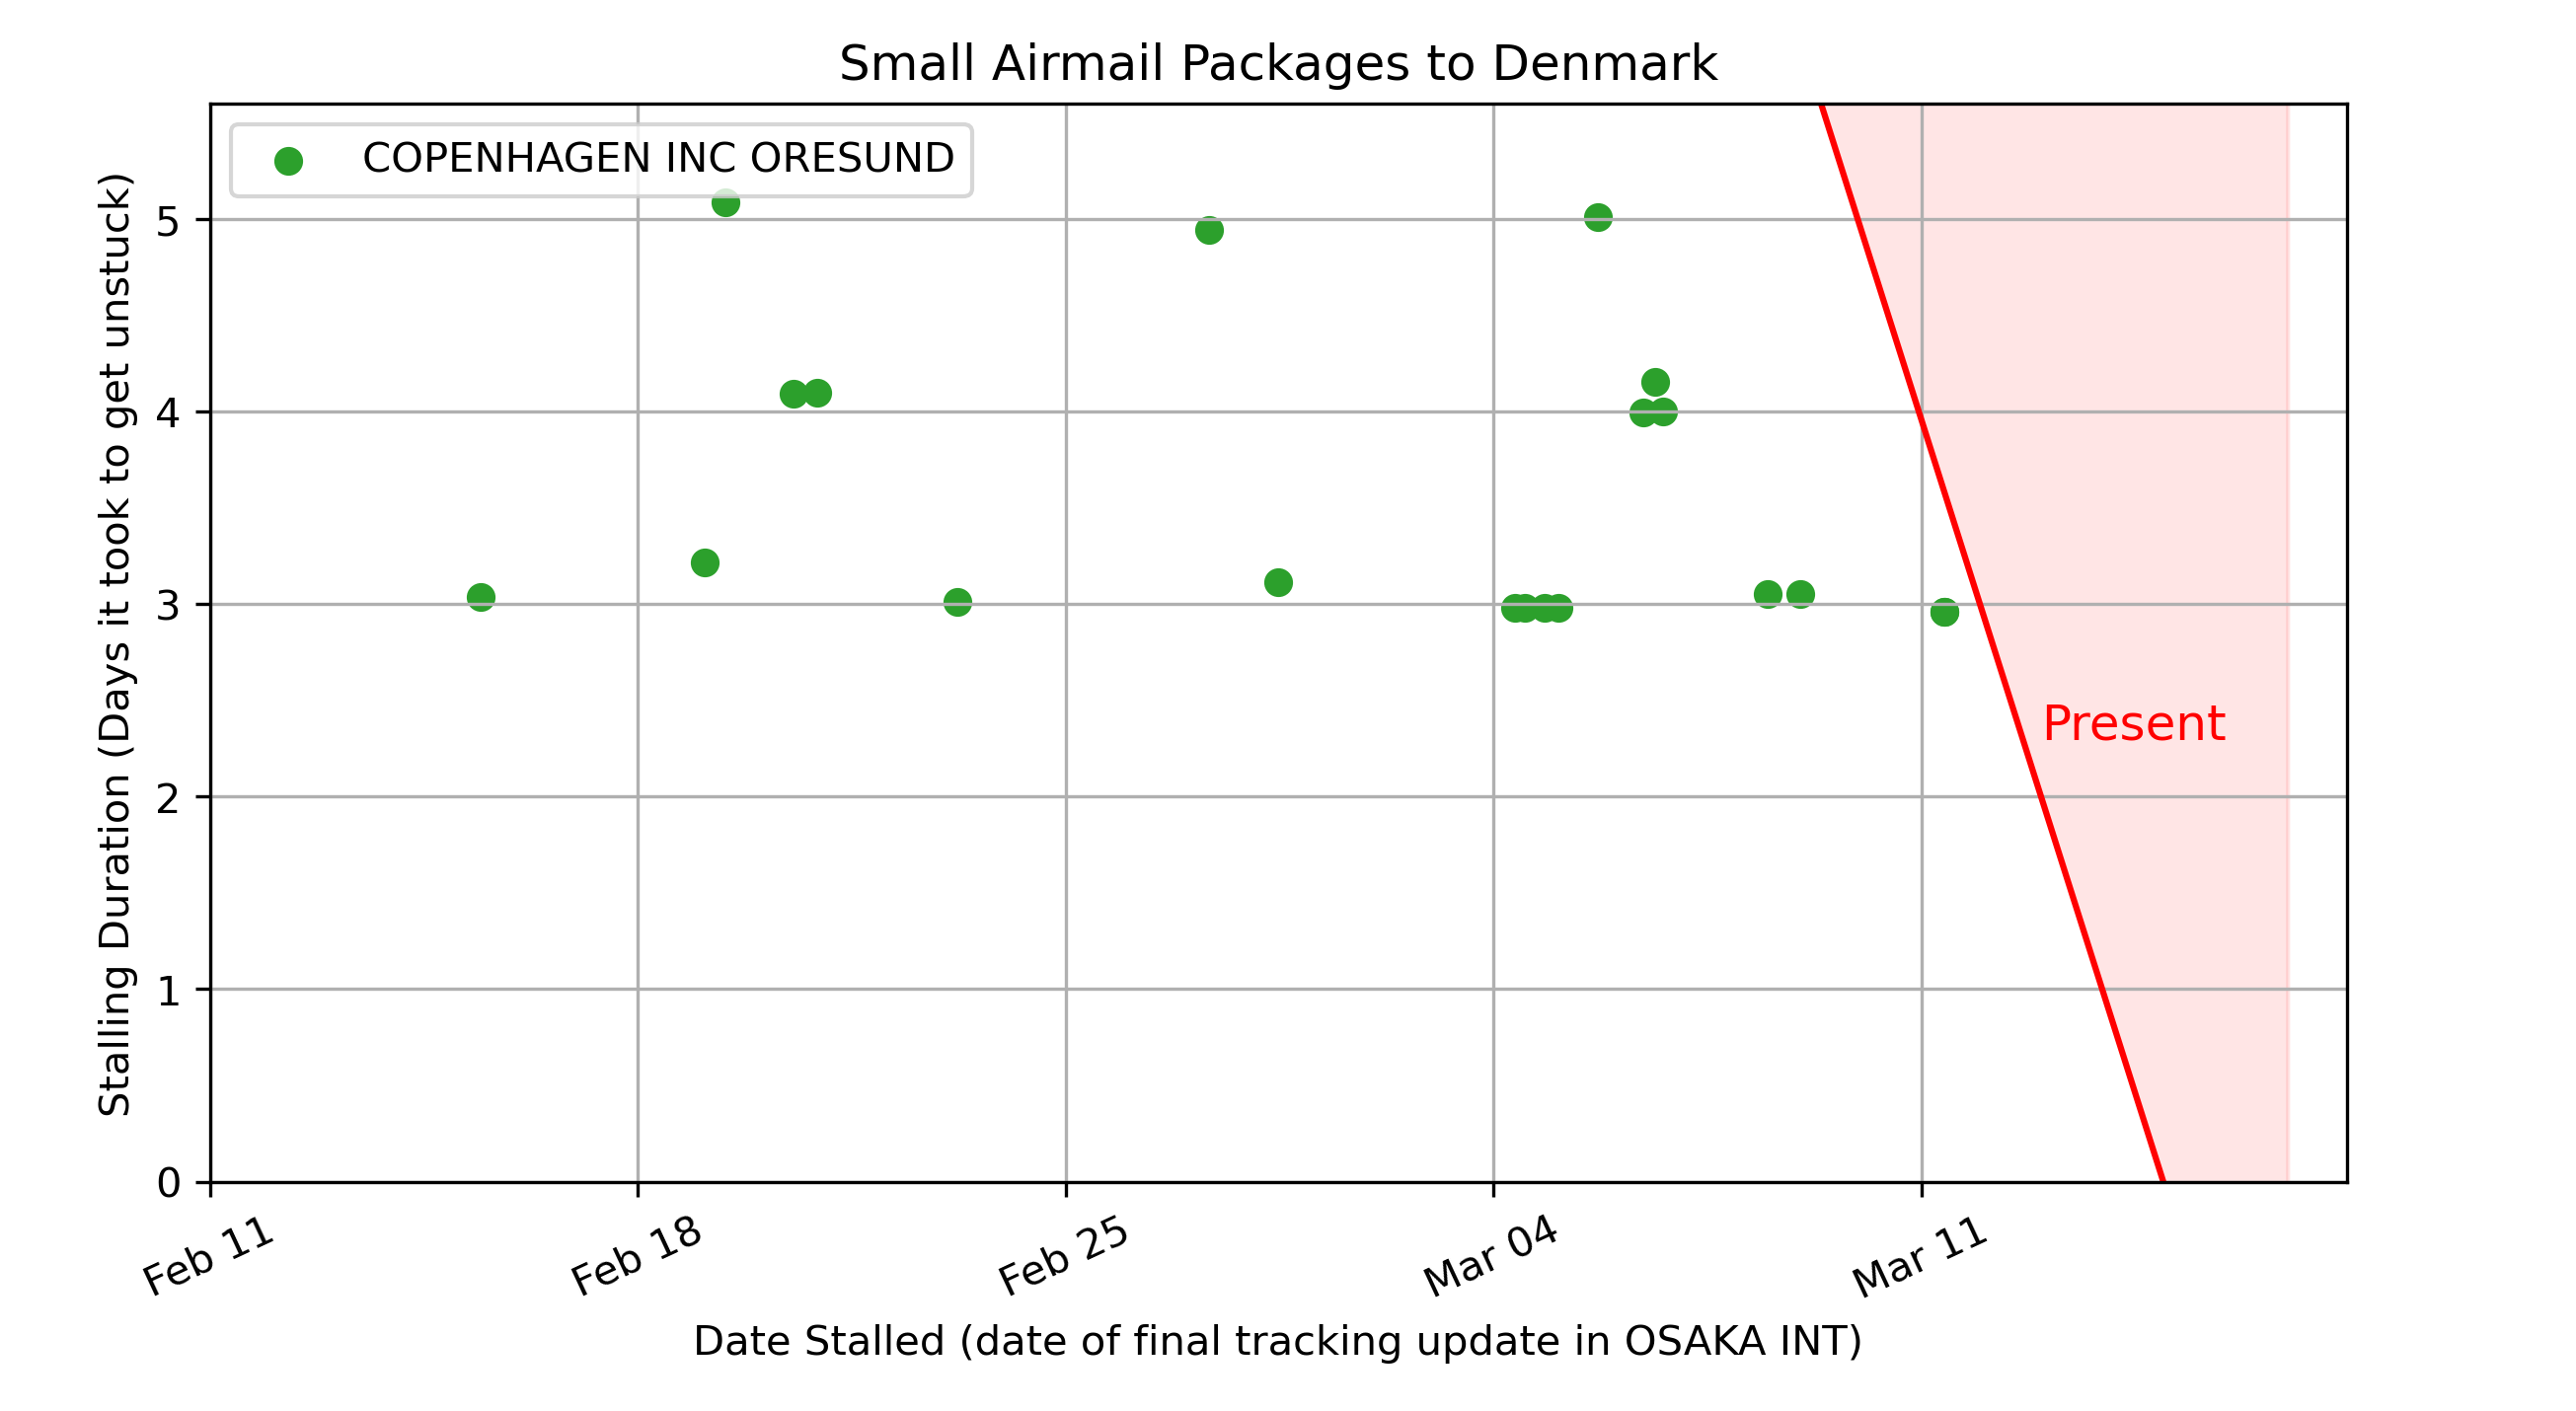 Small Airmail Packages to Denmark
COPENHAGEN INC ORESUND
Stalling Duration (Days it took to get unstuck)
5
4
3
2
1
0
Present
Feb 11
Feb 18
Feb 25
Mar 04
Mar 11
Date Stalled (date of final tracking update in OSAKA INT)